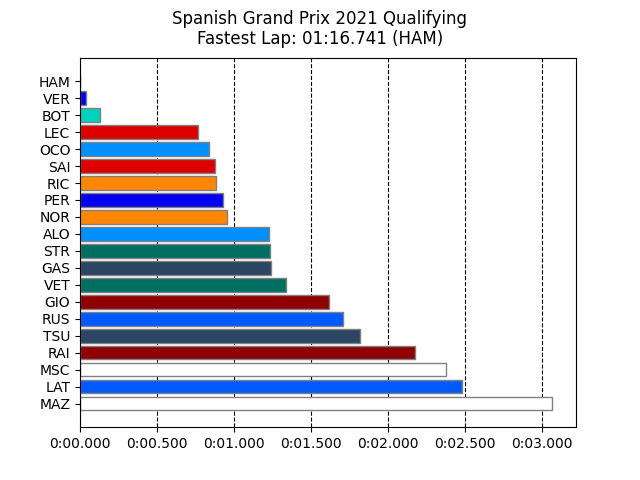 Spanish Grand Prix 2021 Qualifying
Fastest Lap: 01:16.741 (HAM)
HAM
VER
BOT
LEC
OCO
SAI
RIC
PER
NOR
ALO
STR
GAS
VET
GIO
RUS
TSU
RAI
MSC
LAT
MAZ
0:00.000 0:00.500 0:01.000 0:01.500 0:02.000 0:02.500 0:03.000